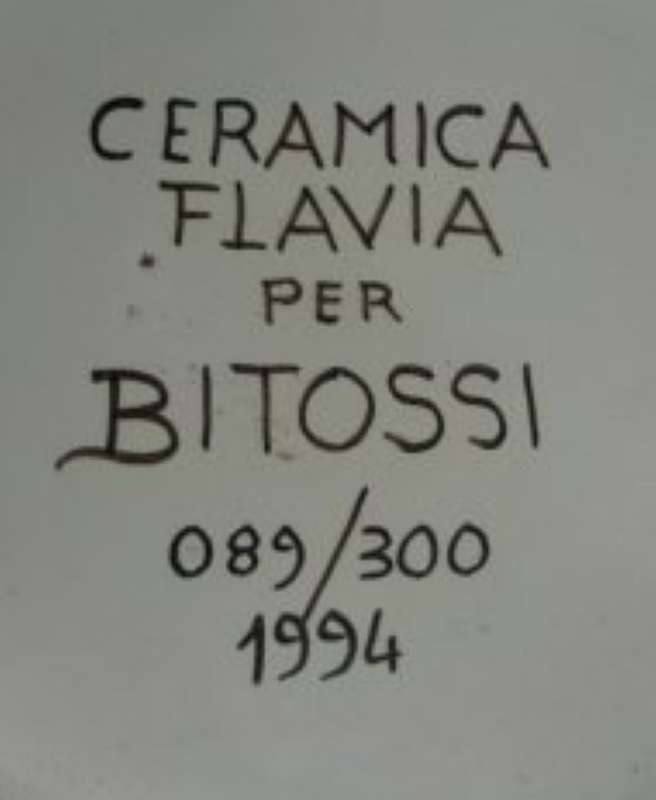 CERAMICA
FLAVIA
PER
BITOSSI
089/300
1994